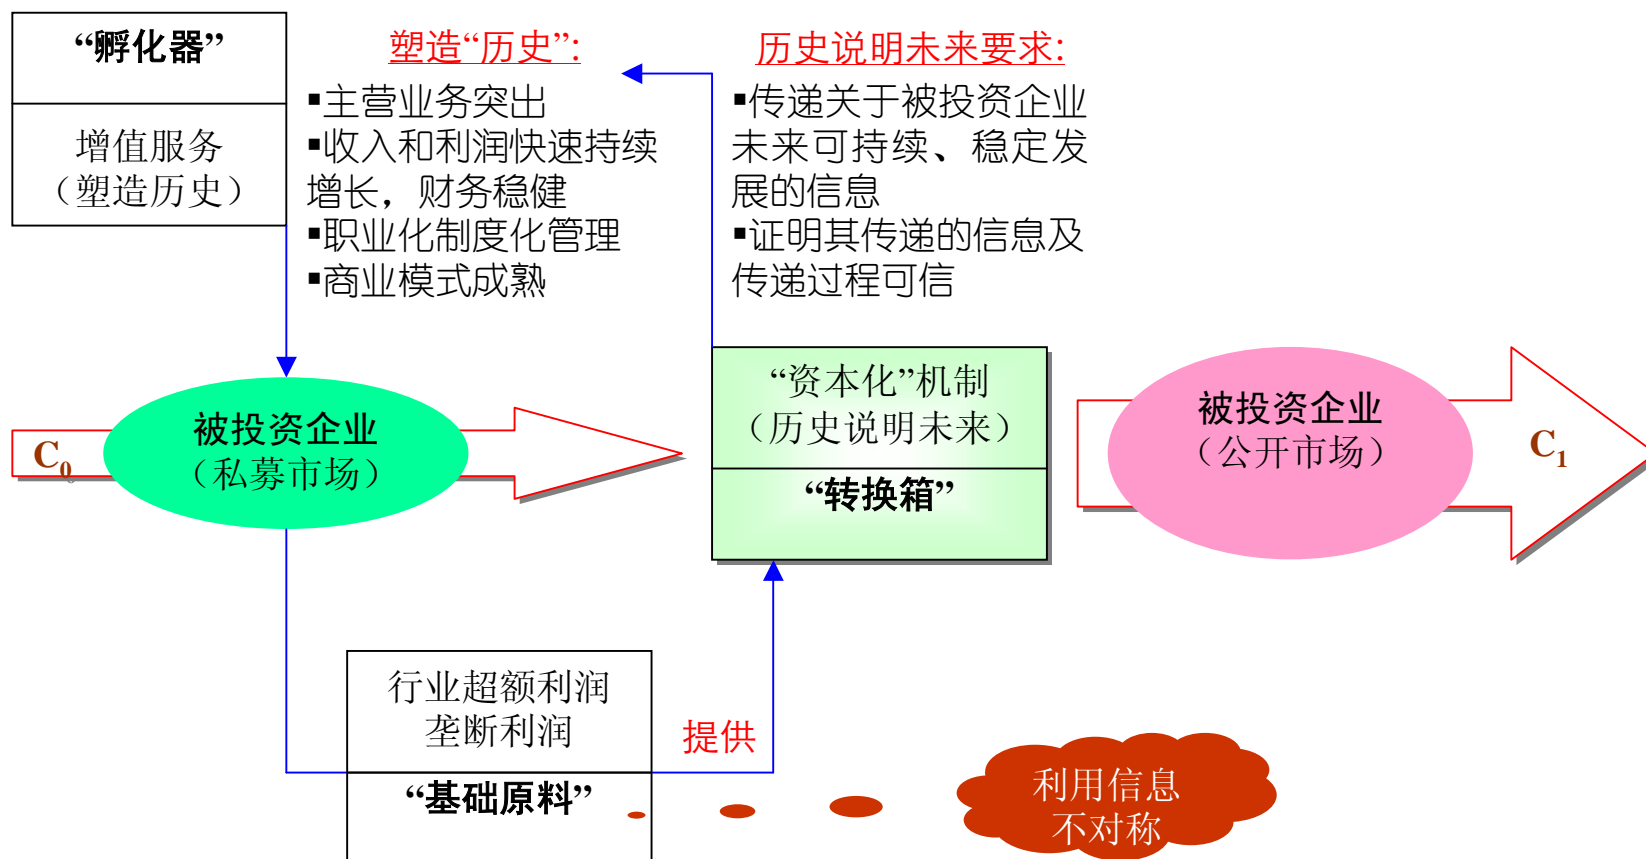 “孵化器”
增值服务
（塑造历史）
塑造“历史”:
▪主营业务突出
▪收入和利润快速持续
增长，财务稳健
▪职业化制度化管理
▪商业模式成熟
历史说明未来要求:
▪传递关于被投资企业
未来可持续、稳定发
展的信息
▪证明其传递的信息及
传递过程可信
C₀
被投资企业
（私募市场）
“资本化”机制
（历史说明未来）
“转换箱”
被投资企业
（公开市场）
C₁
行业超额利润
垄断利润
“基础原料”
提供
利用信息
不对称